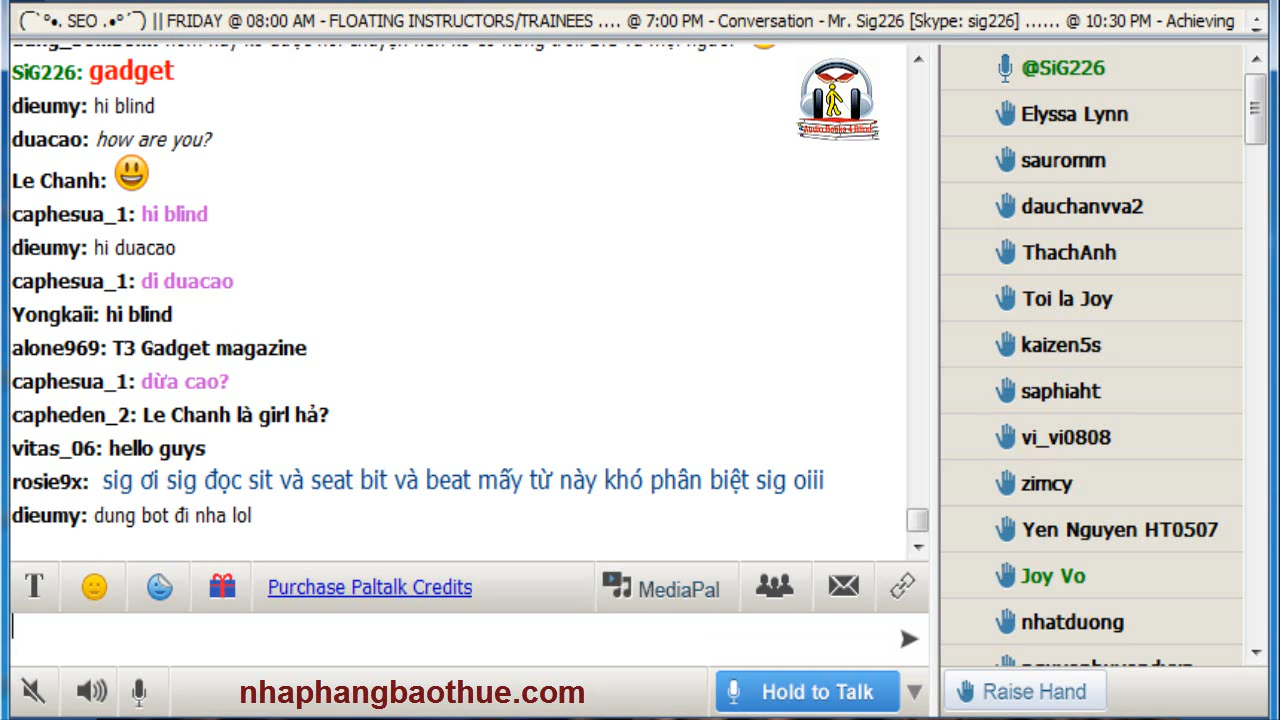 (¯`°●. SEO .●°´¯) || FRIDAY @ 08:00 AM - FLOATING INSTRUCTORS/TRAINEES .... @ 7:00 PM - Conversation - Mr. Sig226 [Skype: sig226] ...... @ 10:30 PM - Achieving
SiG226: gadget
dieumy: hi blind
duacao: how are you?
Le Chanh:
caphesua_1: hi blind
dieumy: hi duacao
caphesua_1: di duacao
Yongkaii: hi blind
alone969: T3 Gadget magazine
caphesua_1: dừa cao?
capheden_2: Le Chanh là girl hả?
vitas_06: hello guys
rosie9x: sig ơi sig đọc sit và seat bit và beat mấy từ này khó phân biệt sig oiii
dieumy: dung bot đi nha lol
Audio Books 4 Blind
@SiG226
Elyssa Lynn
sauromm
dauchanvva2
ThachAnh
Toi la Joy
kaizen5s
saphiaht
vi_vi0808
zimcy
Yen Nguyen HT0507
Joy Vo
nhatduong
T
Purchase Paltalk Credits
MediaPal
nhaphangbaothue.com
Hold to Talk
Raise Hand